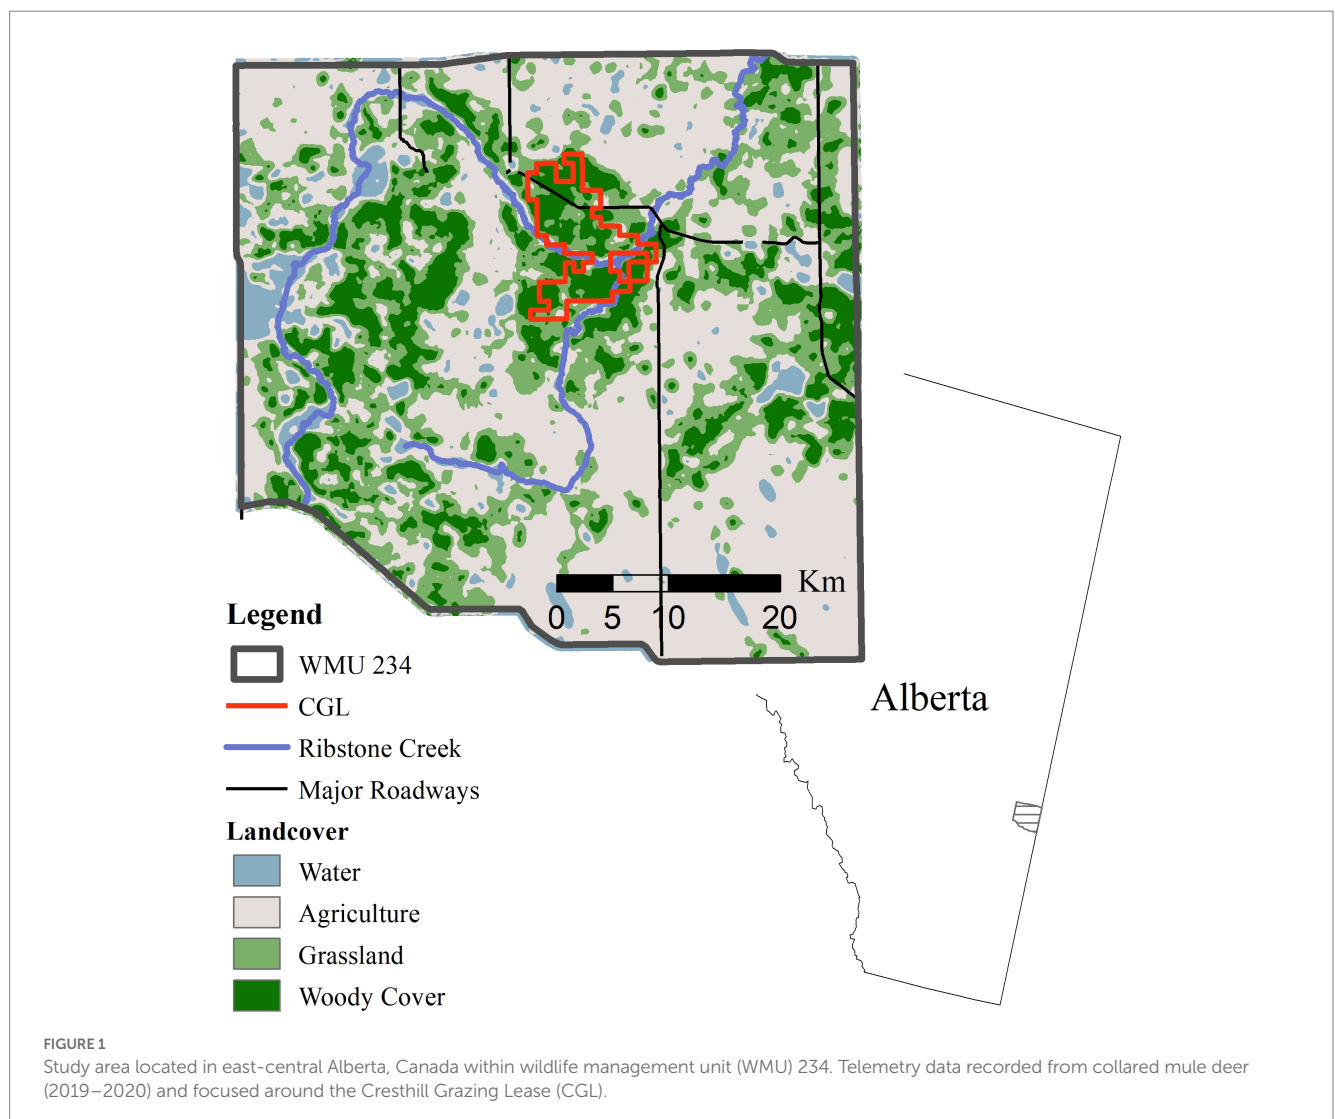 Km
0 5 10 20
Legend
WMU 234
CGL
Ribstone Creek
Major Roadways
Landcover
Water
Agriculture
Grassland
Woody Cover
Alberta
FIGURE 1
Study area located in east-central Alberta, Canada within wildlife management unit (WMU) 234. Telemetry data recorded from collared mule deer
(2019–2020) and focused around the Cresthill Grazing Lease (CGL).